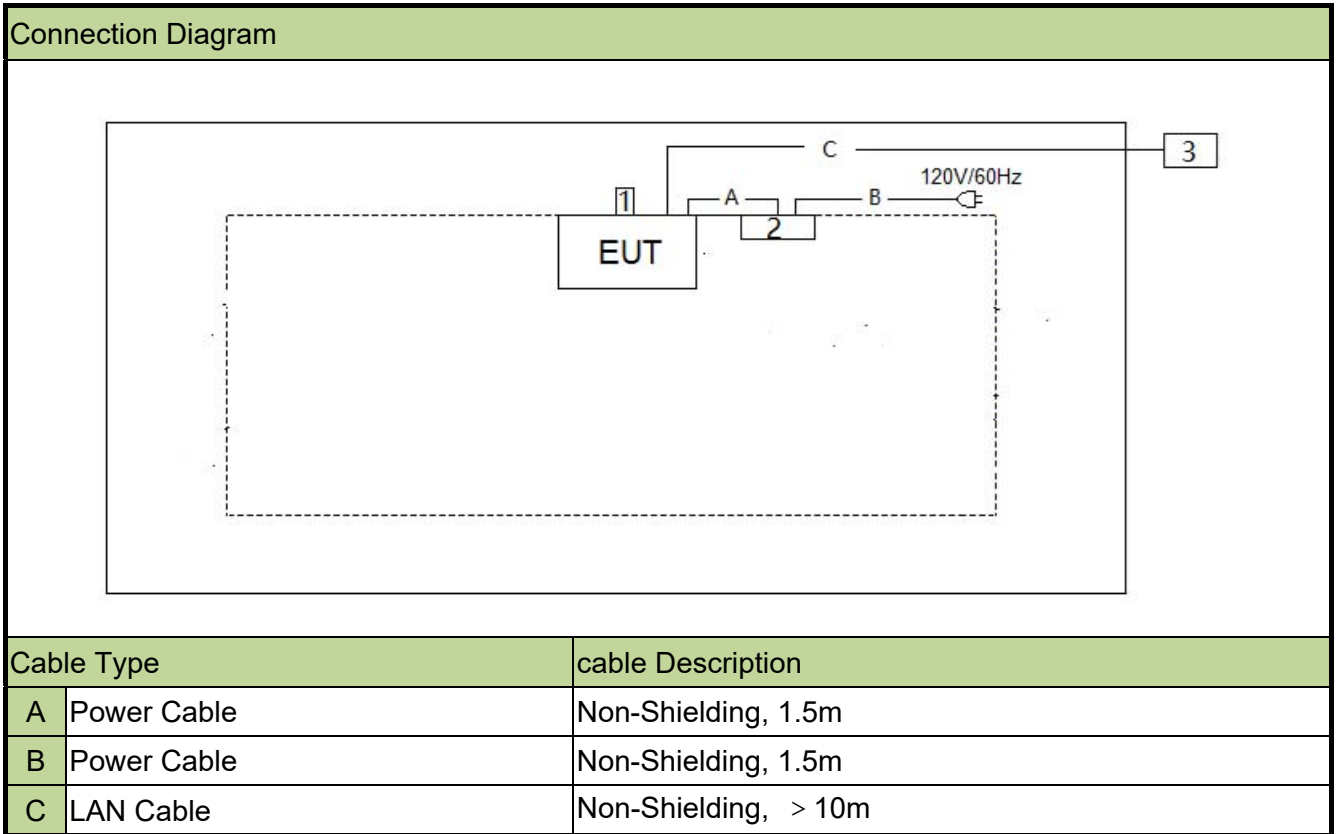 Connection Diagram
C
3
120V/60Hz
1
A
B
2
EUT
Cable Type cable Description
A Power Cable Non-Shielding, 1.5m
B Power Cable Non-Shielding, 1.5m
C LAN Cable Non-Shielding, > 10m